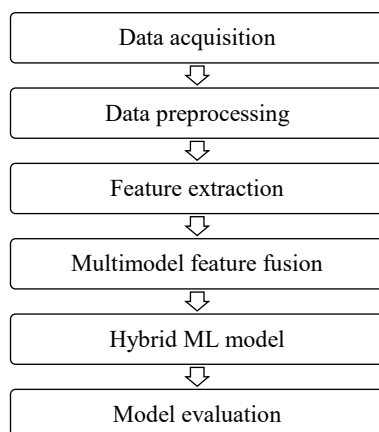 Data acquisition
Data preprocessing
Feature extraction
Multimodel feature fusion
Hybrid ML model
Model evaluation